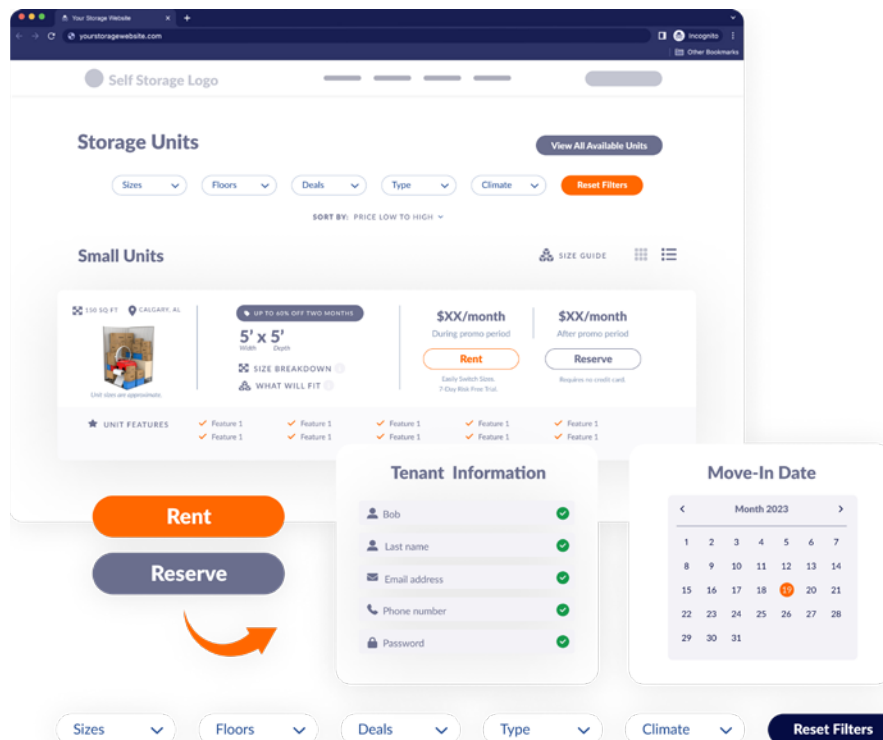 Your Storage Website
yourstoragewebsite.com
Incognito
Other Bookmarks
Self Storage Logo
Storage Units
View All Available Units
Sizes Floors Deals Type Climate Reset Filters
SORT BY: PRICE LOW TO HIGH
Small Units
SIZE GUIDE
150 SQ FT CALGARY, AL
Unit sizes are approximate.
UP TO 60% OFF TWO MONTHS
5' x 5'
Width Depth
SIZE BREAKDOWN
WHAT WILL FIT
$XX/month
During promo period
Rent
Easily Switch Sizes.
7-Day Risk Free Trial.
$XX/month
After promo period
Reserve
Requires no credit card.
UNIT FEATURES
Feature 1 Feature 1 Feature 1 Feature 1 Feature 1
Feature 1 Feature 1 Feature 1 Feature 1 Feature 1
Rent
Reserve
Tenant Information
Bob
Last name
Email address
Phone number
Password
Move-In Date
Month 2023
1 2 3 4 5 6 7
8 9 10 11 12 13 14
15 16 17 18 19 20 21
22 23 24 25 26 27 28
29 30 31
Sizes Floors Deals Type Climate Reset Filters